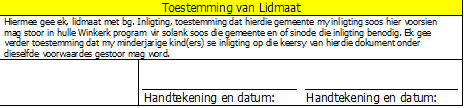 Toestemming van Lidmaat
Hiermee gee ek, lidmaat met bg. Inligting, toestemming dat hierdie gemeente my inligting soos hier voorsien
mag stoor in hulle Winkerk program vir solank soos die gemeente en of sinode die inligting benodig. Ek gee
verder toestemming dat my minderjarige kind(ers) se inligting op die keersy van hierdie dokument onder
dieselfde voorwaardes gestoor mag word.
Handtekening en datum: Handtekening en datum: